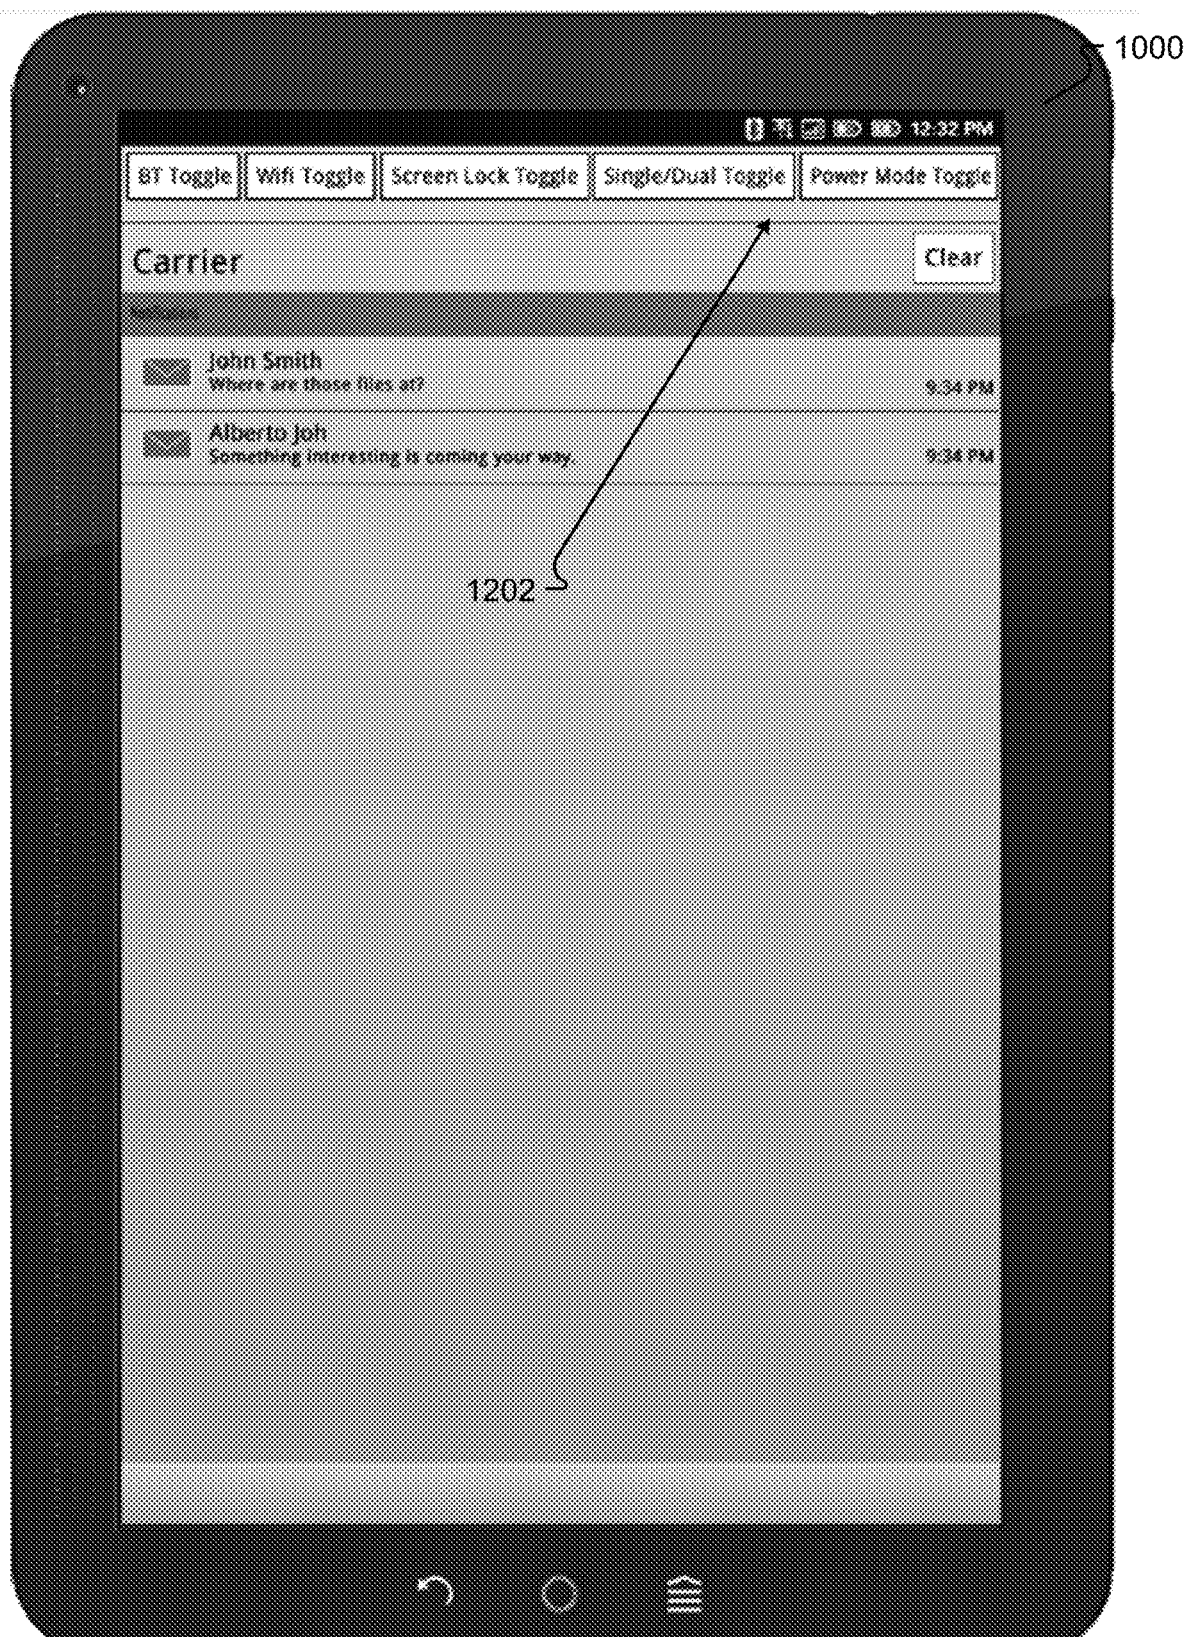 1000
12:32 PM
BT Toggle Wifi Toggle Screen Lock Toggle Single/Dual Toggle Power Mode Toggle
Carrier Clear
John Smith
Where are those files at? 9:34 PM
Alberto Joh
Something interesting is coming your way. 9:34 PM
1202